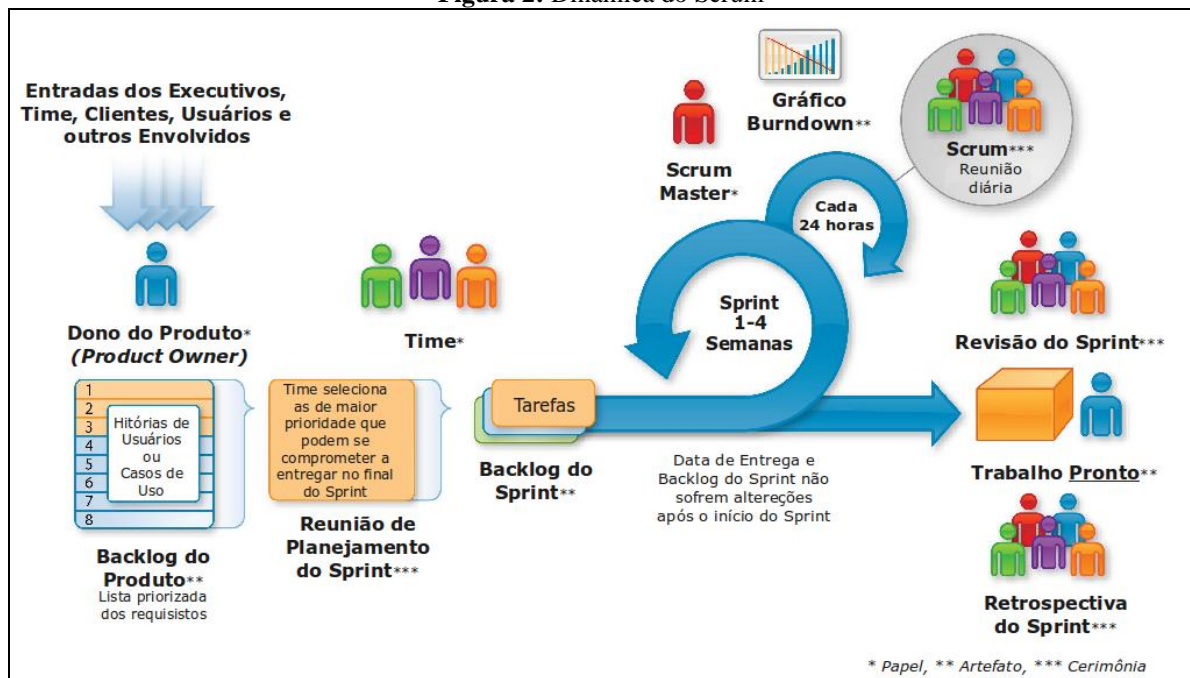 Figura 2: Dinâmica do Scrum
Entradas dos Executivos,
Time, Clientes, Usuários e
outros Envolvidos
Dono do Produto*
(Product Owner)
1
2
3
4
5
6
7
8
Hitórias de
Usuários
ou
Casos de
Uso
Backlog do
Produto**
Lista priorizada
dos requisistos
Time*
Time seleciona
as de maior
prioridade que
podem se
comprometer a
entregar no final
do Sprint
Reunião de
Planejamento
do Sprint***
Tarefas
Backlog do
Sprint**
Scrum
Master*
Gráfico
Burndown**
Cada
24 horas
Scrum***
Reunião
diária
Sprint
1-4
Semanas
Data de Entrega e
Backlog do Sprint não
sofrem altereções
após o início do Sprint
Revisão do Sprint***
Trabalho Pronto**
Retrospectiva
do Sprint***
* Papel, ** Artefato, *** Cerimônia